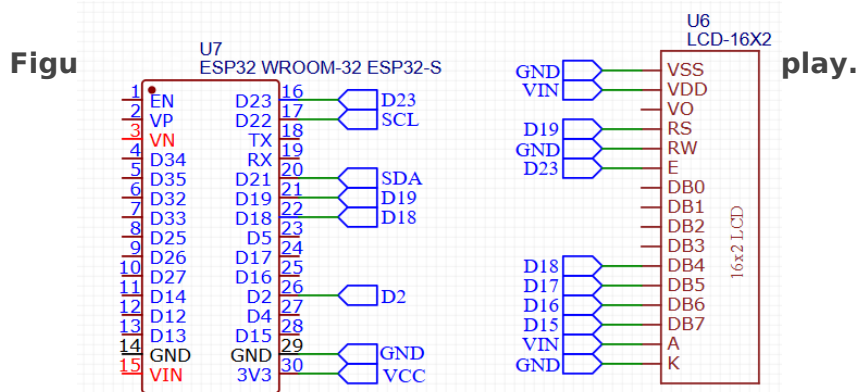 Figu
play.
U7
ESP32 WROOM-32 ESP32-S
1 EN D23 16 D23
2 VP D22 17 SCL
3 VN TX 18
4 D34 RX 19
5 D35 D21 20 SDA
6 D32 D19 21 D19
7 D33 D18 22 D18
8 D25 D5 23
9 D26 D17 24
10 D27 D16 25
11 D14 D2 26 D2
12 D12 D4 27
13 D13 D15 28
14 GND GND 29 GND
15 VIN 3V3 30 VCC
U6
LCD-16X2
GND VSS
VIN VDD
VO
D19 RS
GND RW
D23 E
DB0
DB1
DB2
DB3
D18 DB4
D17 DB5
D16 DB6
D15 DB7
VIN A
GND K
16x2 LCD